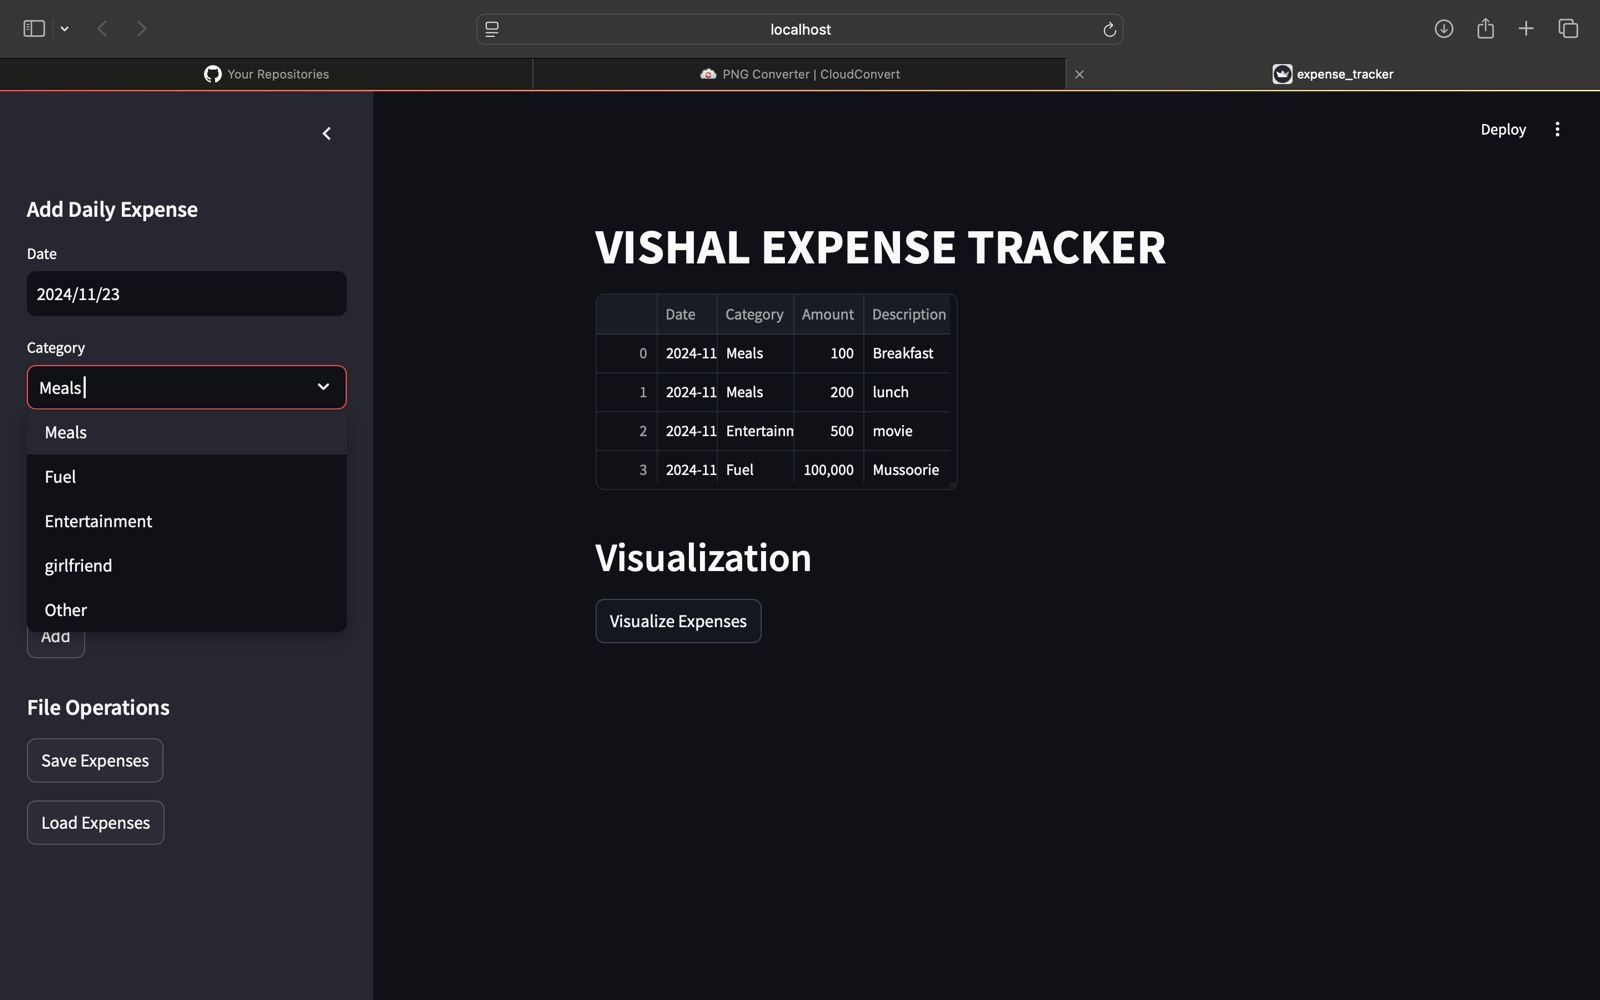 localhost
Your Repositories
PNG Converter | CloudConvert
expense_tracker
Deploy
Add Daily Expense
Date
2024/11/23
Category
Meals
Meals
Fuel
Entertainment
girlfriend
Other
Add
File Operations
Save Expenses
Load Expenses
VISHAL EXPENSE TRACKER
Date Category Amount Description
0 2024-11 Meals 100 Breakfast
1 2024-11 Meals 200 lunch
2 2024-11 Entertainn 500 movie
3 2024-11 Fuel 100,000 Mussoorie
Visualization
Visualize Expenses